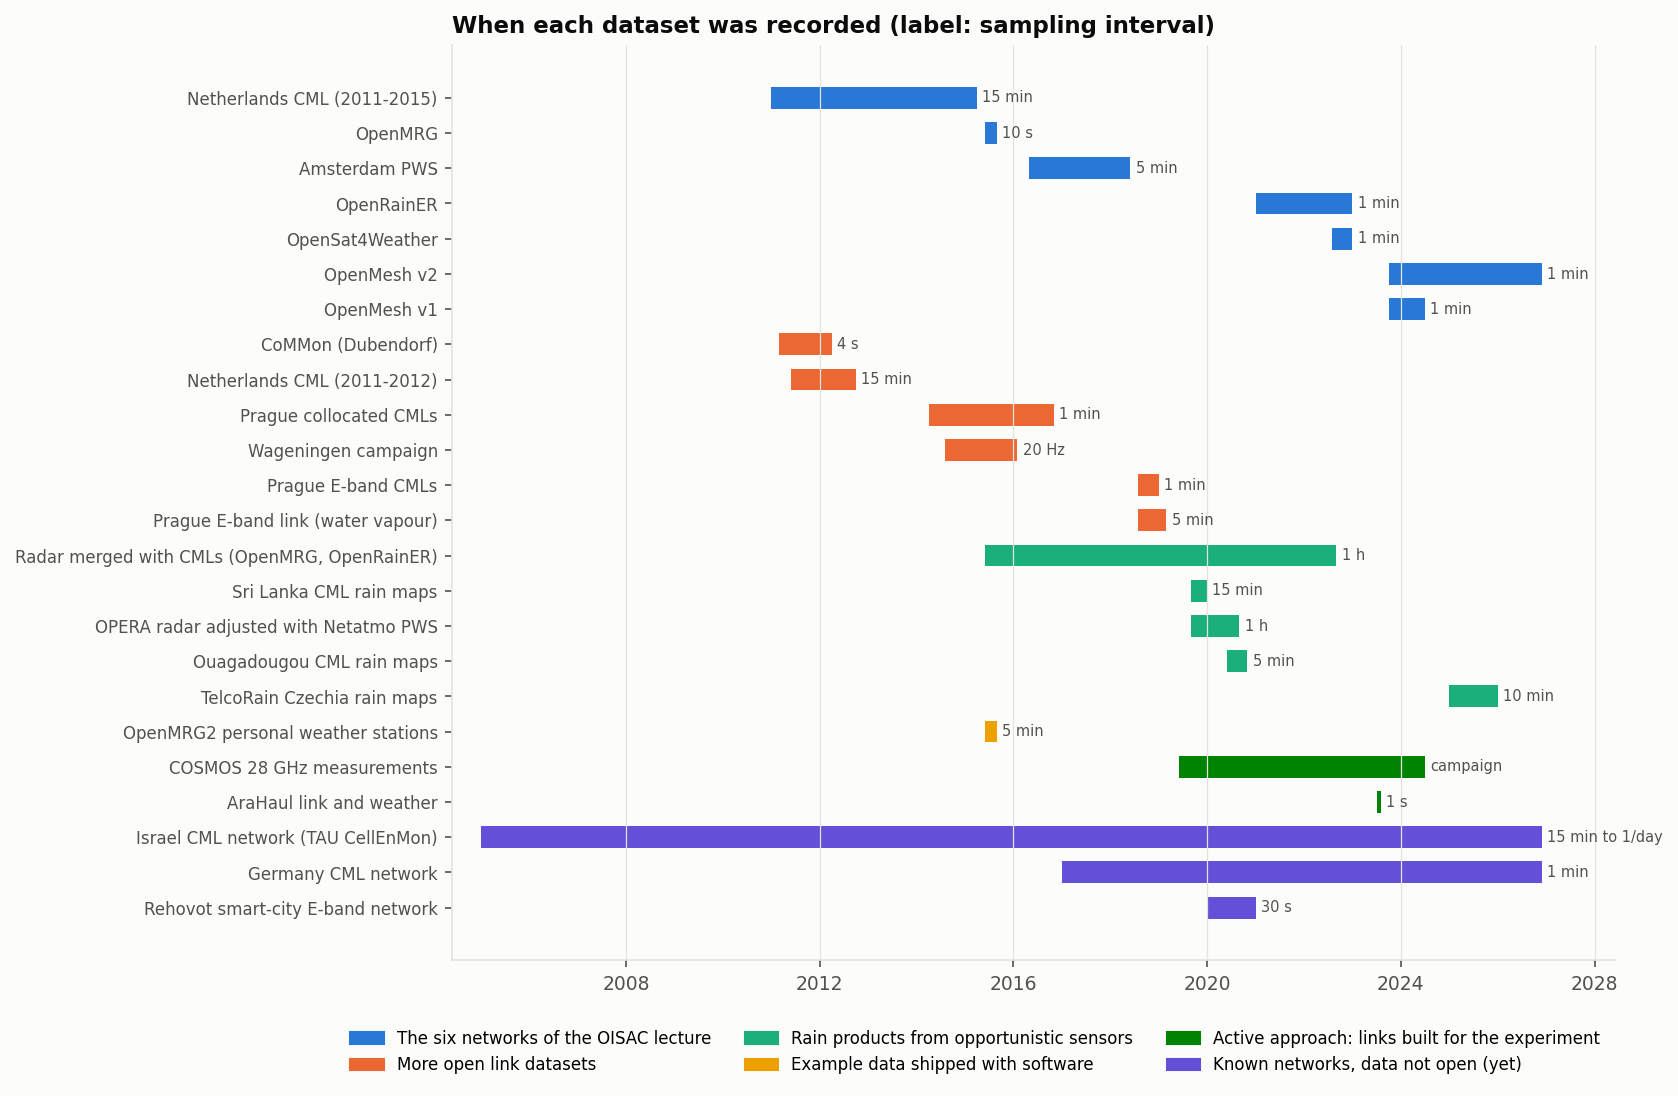 When each dataset was recorded (label: sampling interval)
Netherlands CML (2011-2015) 15 min
OpenMRG 10 s
Amsterdam PWS 5 min
OpenRainER 1 min
OpenSat4Weather 1 min
OpenMesh v2 1 min
OpenMesh v1 1 min
CoMMon (Dubendorf) 4 s
Netherlands CML (2011-2012) 15 min
Prague collocated CMLs 1 min
Wageningen campaign 20 Hz
Prague E-band CMLs 1 min
Prague E-band link (water vapour) 5 min
Radar merged with CMLs (OpenMRG, OpenRainER) 1 h
Sri Lanka CML rain maps 15 min
OPERA radar adjusted with Netatmo PWS 1 h
Ouagadougou CML rain maps 5 min
TelcoRain Czechia rain maps 10 min
OpenMRG2 personal weather stations 5 min
COSMOS 28 GHz measurements campaign
AraHaul link and weather 1 s
Israel CML network (TAU CellEnMon) 15 min to 1/day
Germany CML network 1 min
Rehovot smart-city E-band network 30 s
2008 2012 2016 2020 2024 2028
The six networks of the OISAC lecture Rain products from opportunistic sensors Active approach: links built for the experiment
More open link datasets Example data shipped with software Known networks, data not open (yet)